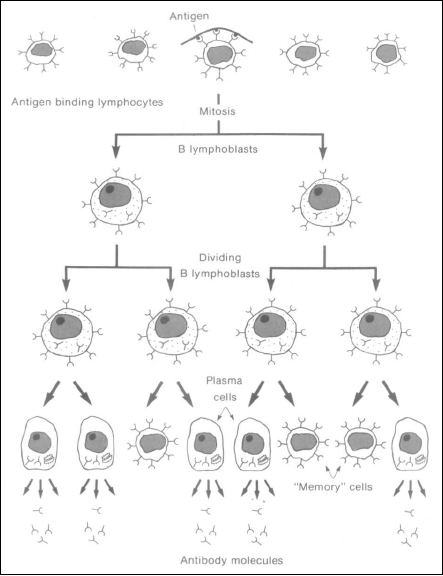 Antigen
Antigen binding lymphocytes
Mitosis
B lymphoblasts
Dividing
B lymphoblasts
Plasma
cells
"Memory" cells
Antibody molecules